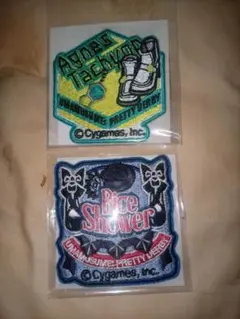 Agnes
Tachyon
UMAMUSUME: PRETTY DERBY
©Cygames, Inc.
Rice
Shower
UMAMUSUME: PRETTY DERBY
©Cygames, Inc.